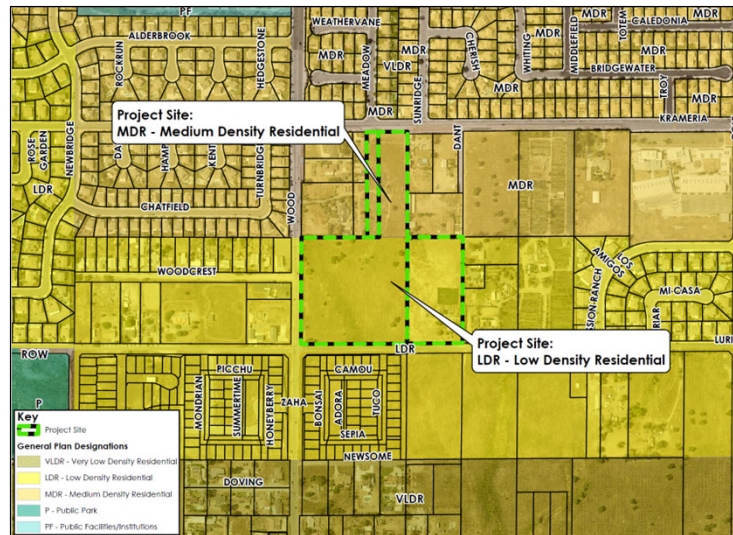 PF
WEATHERVANE
MDR
MDR
TOTEM
CALEDONIA
ALDERBROOK
ROCKRUN
HEDGESTONE
MEADOW
MDR
VLDR
CHERISH
WHITING
MIDDLEFIELD
BRIDGEWATER
MDR
TROY
MDR
SUNRIDGE
MDR
KRAMERIA
Project Site:
MDR - Medium Density Residential
ROSE
GARDEN
NEWBRIDGE
DA
HAMP
KENT
TURNBRIDGE
DANT
LDR
MDR
CHATFIELD
WOOD
WOODCREST
LOS
AMIGOS
SSION-RANCH
MI-CASA
BRIAR
Project Site:
LDR - Low Density Residential
LDR
LURI
ROW
P
PICCHU
CAMOU
MONDRIAN
SUMMERTIME
HONEYBERRY
ZAHA
BONSAI
ADORA
TUCO
SEPIA
NEWSOME
DOVING
VLDR
Key
Project Site
General Plan Designations
VLDR - Very Low Density Residential
LDR - Low Density Residential
MDR - Medium Density Residential
P - Public Park
PF - Public Facilities/Institutions